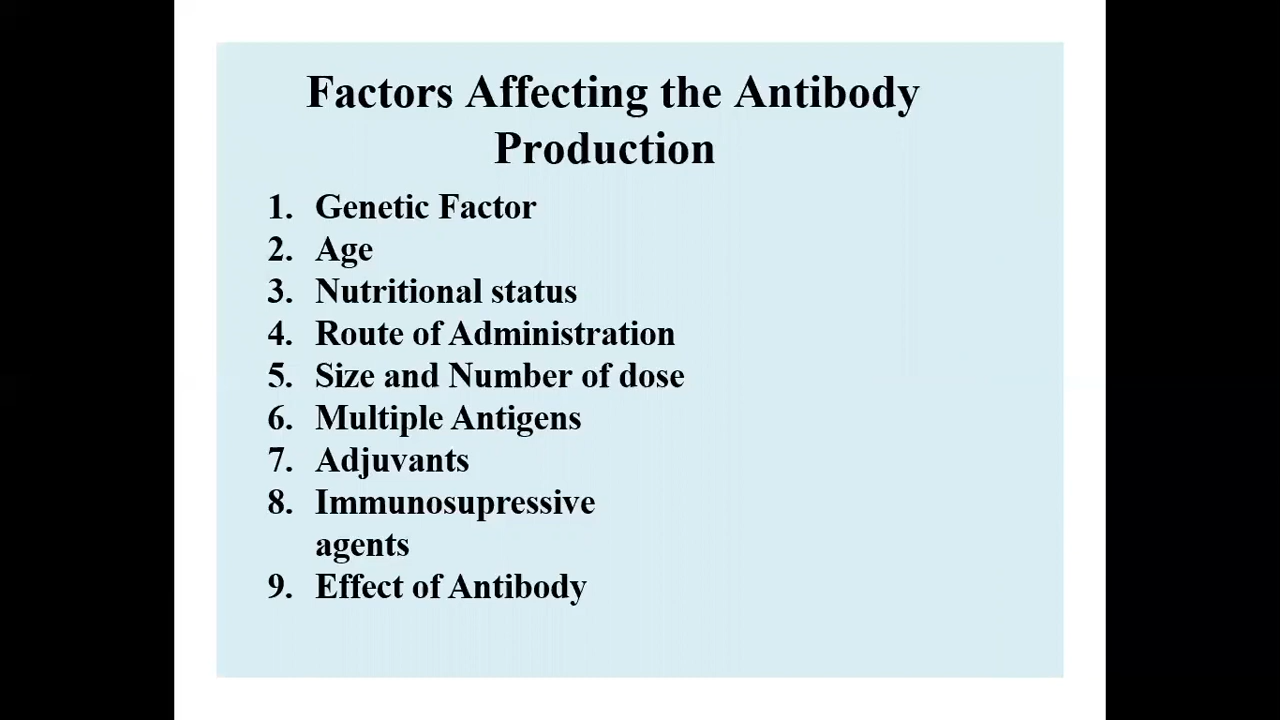 Factors Affecting the Antibody
Production
1. Genetic Factor
2. Age
3. Nutritional status
4. Route of Administration
5. Size and Number of dose
6. Multiple Antigens
7. Adjuvants
8. Immunosupressive
agents
9. Effect of Antibody